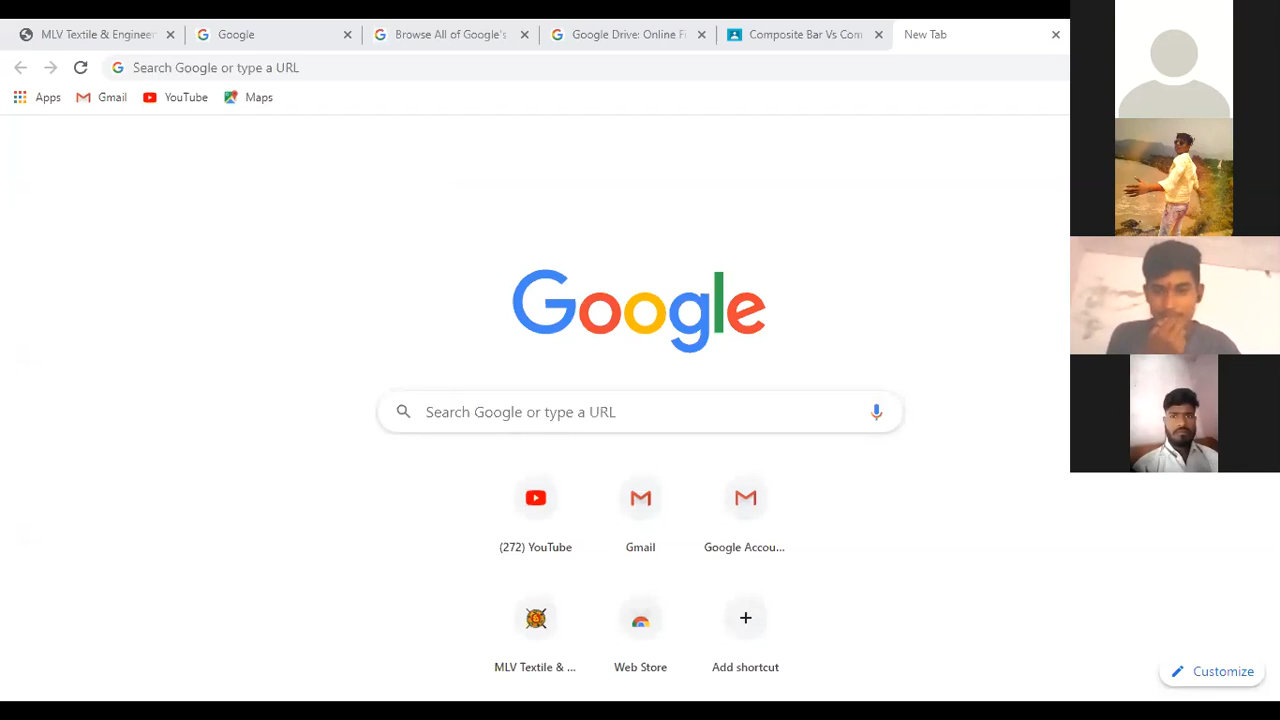 MLV Textile & Engineer
Google
Browse All of Google's
Google Drive: Online Fi
Composite Bar Vs Com
New Tab
Search Google or type a URL
Apps
Gmail
YouTube
Maps
Google
Search Google or type a URL
(272) YouTube
Gmail
Google Accou...
MLV Textile & ...
Web Store
Add shortcut
Customize